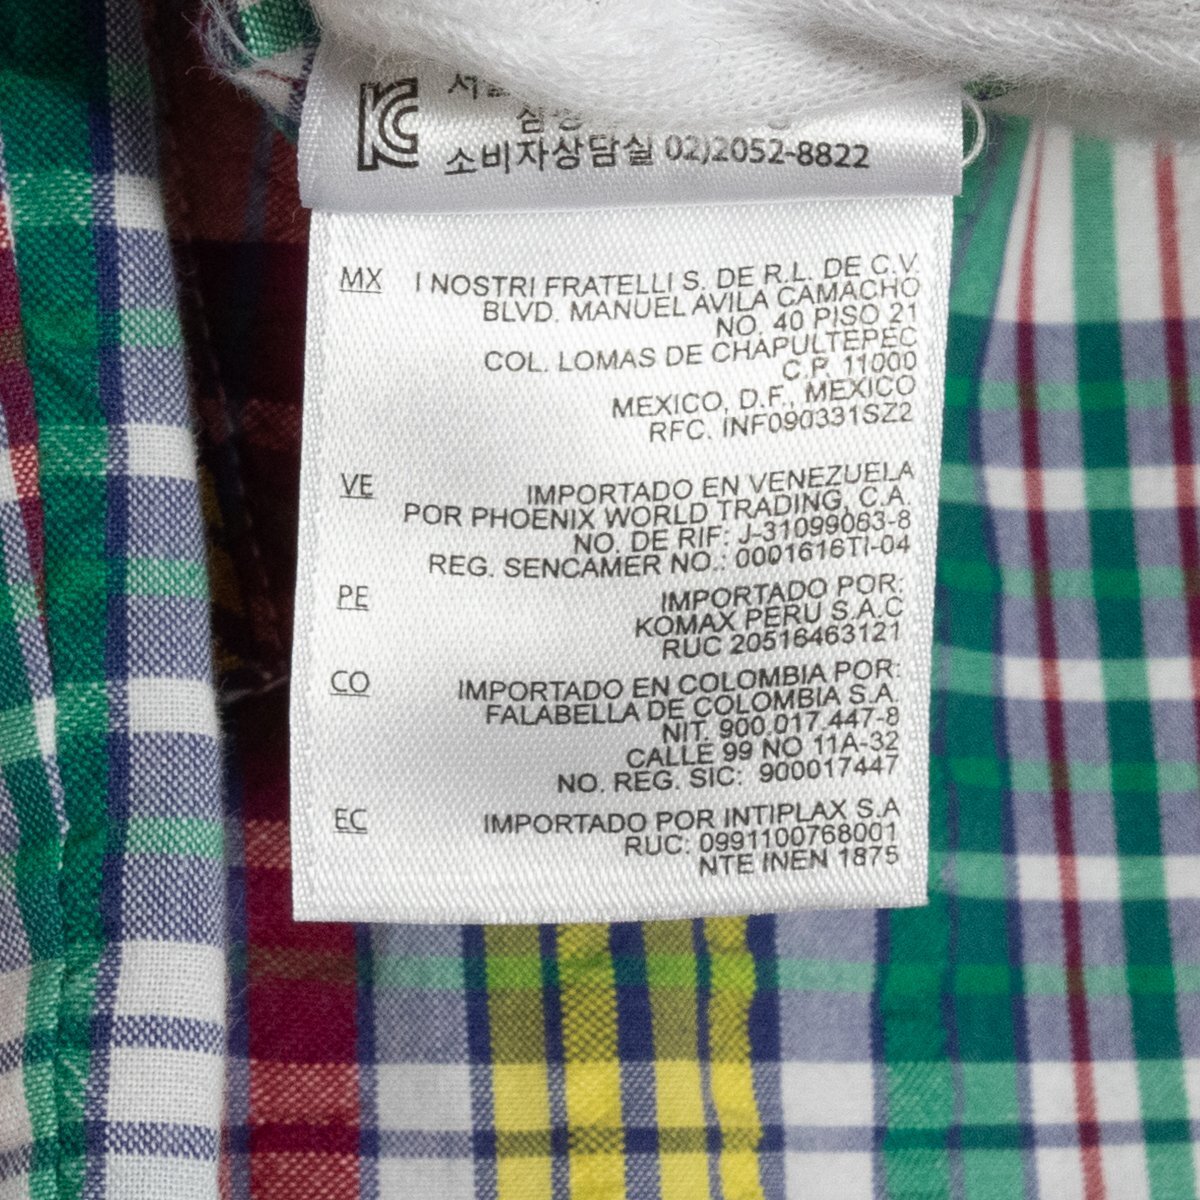 소비자상담실 02)2052-8822
MX I NOSTRI FRATELLI S. DE R.L. DE C.V.
BLVD. MANUEL AVILA CAMACHO
NO. 40 PISO 21
COL. LOMAS DE CHAPULTEPEC
C.P. 11000
MEXICO, D.F., MEXICO
RFC. INF090331SZ2
VE IMPORTADO EN VENEZUELA
POR PHOENIX WORLD TRADING, C.A.
NO. DE RIF: J-31099063-8
REG. SENCAMER NO.: 0001616TI-04
PE IMPORTADO POR:
KOMAX PERU S.A.C
RUC 20516463121
CO IMPORTADO EN COLOMBIA POR:
FALABELLA DE COLOMBIA S.A.
NIT. 900.017.447-8
CALLE 99 NO 11A-32
NO. REG. SIC: 900017447
EC IMPORTADO POR INTIPLAX S.A
RUC: 0991100768001
NTE INEN 1875